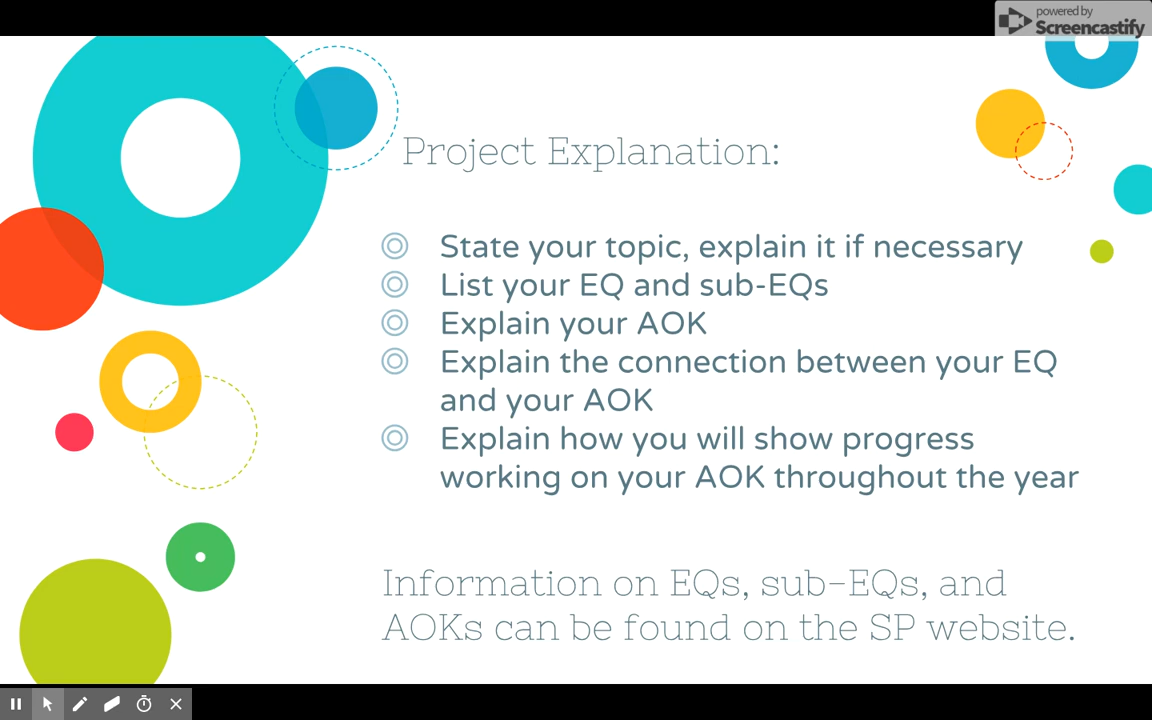 powered by
Screencastify
Project Explanation:
State your topic, explain it if necessary
List your EQ and sub-EQs
Explain your AOK
Explain the connection between your EQ
and your AOK
Explain how you will show progress
working on your AOK throughout the year
Information on EQs, sub-EQs, and
AOKs can be found on the SP website.